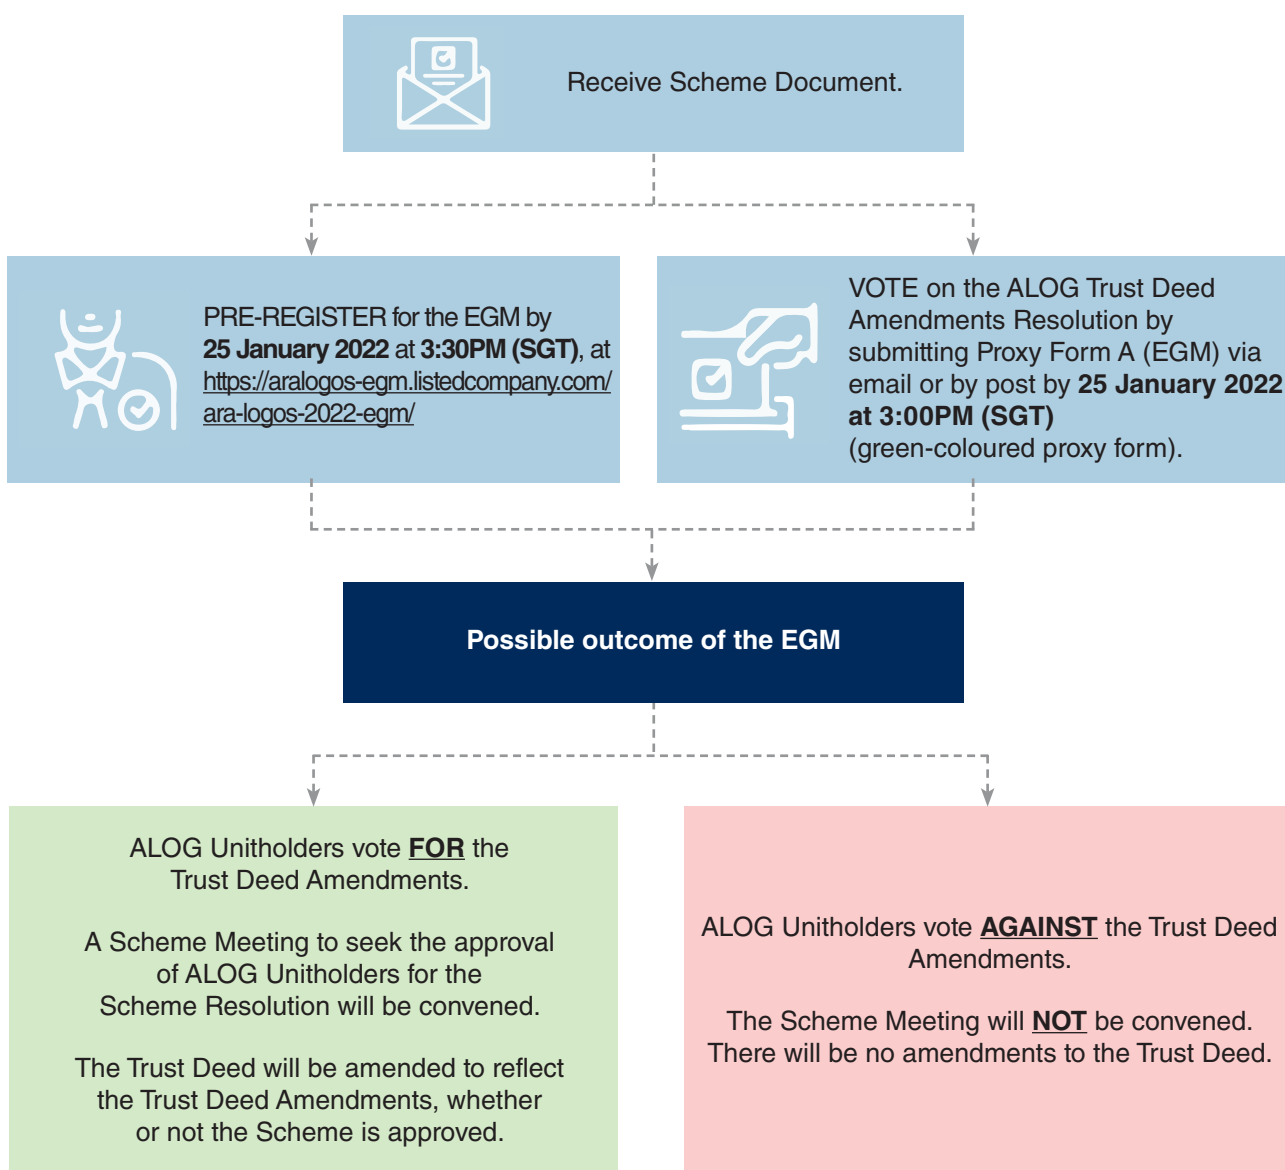 Receive Scheme Document.
PRE-REGISTER for the EGM by
25 January 2022 at 3:30PM (SGT), at
https://aralogos-egm.listedcompany.com/
ara-logos-2022-egm/
VOTE on the ALOG Trust Deed
Amendments Resolution by
submitting Proxy Form A (EGM) via
email or by post by 25 January 2022
at 3:00PM (SGT)
(green-coloured proxy form).
Possible outcome of the EGM
ALOG Unitholders vote FOR the
Trust Deed Amendments.
A Scheme Meeting to seek the approval
of ALOG Unitholders for the
Scheme Resolution will be convened.
The Trust Deed will be amended to reflect
the Trust Deed Amendments, whether
or not the Scheme is approved.
ALOG Unitholders vote AGAINST the Trust Deed
Amendments.
The Scheme Meeting will NOT be convened.
There will be no amendments to the Trust Deed.